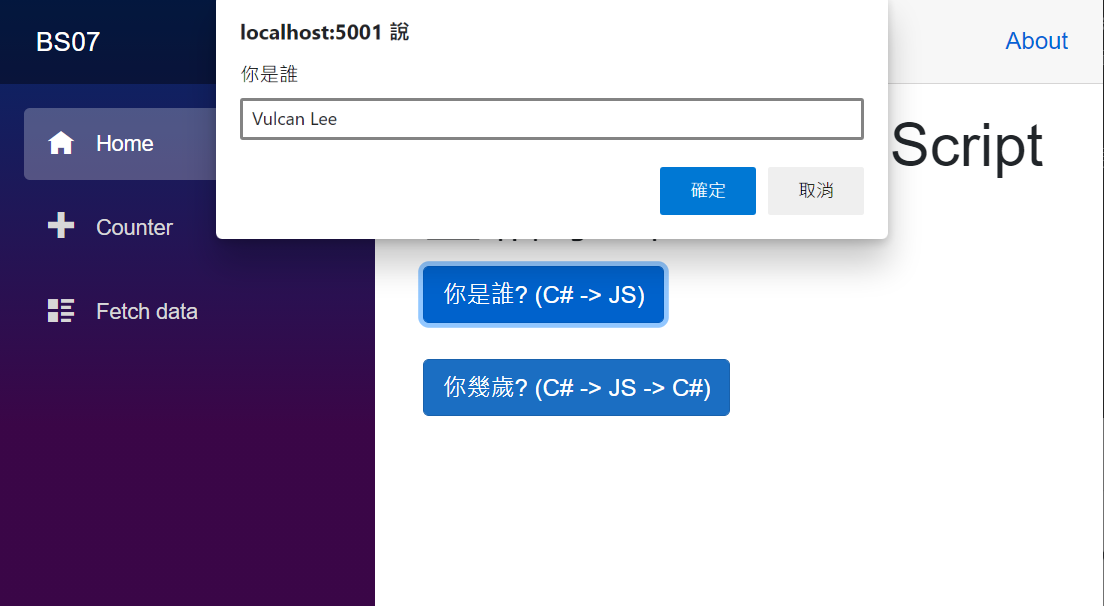 BS07
Home
Counter
Fetch data
localhost:5001 說
你是誰
Vulcan Lee
確定
取消
About
Script
你是誰? (C# -> JS)
你幾歲? (C# -> JS -> C#)